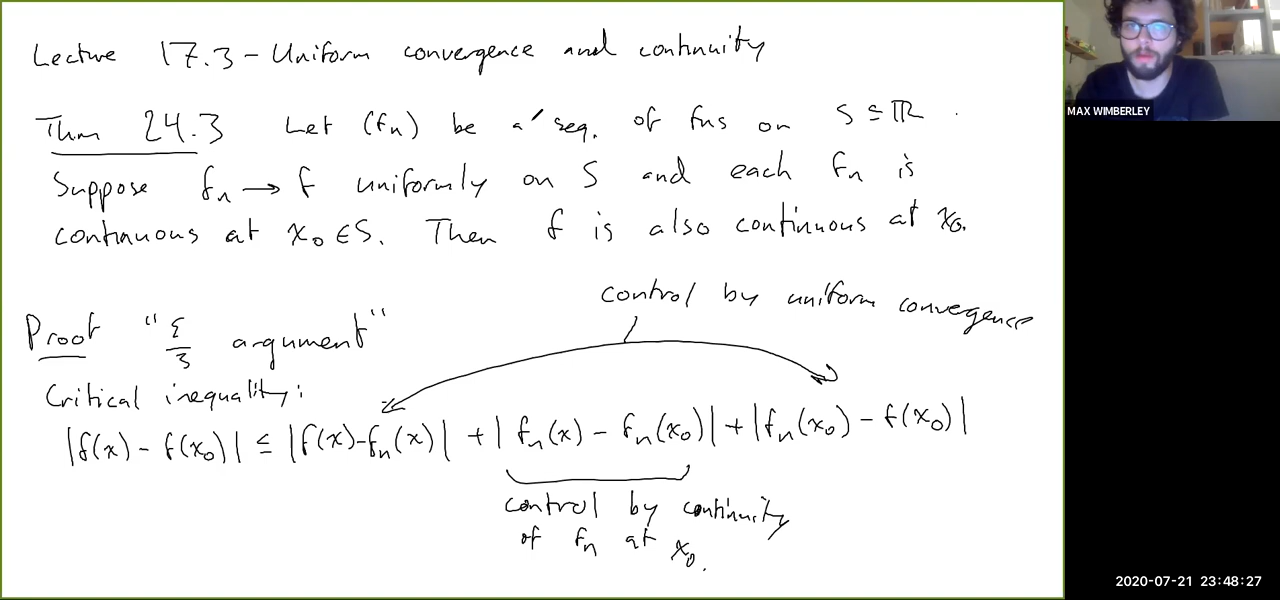 Lecture 17.3 - Uniform convergence and continuity
MAX WIMBERLEY
Thm 24.3 Let (fn) be a seq. of fns on S ⊆ ℝ.
Suppose fn → f uniformly on S and each fn is
continuous at x₀ ∈ S. Then f is also continuous at x₀.
control by uniform convergence
Proof "ε/3 argument"
Critical inequality:
|f(x) - f(x₀)| ≤ |f(x) - fn(x)| + |fn(x) - fn(x₀)| + |fn(x₀) - f(x₀)|
control by continuity
of fn at x₀.
2020-07-21 23:48:27